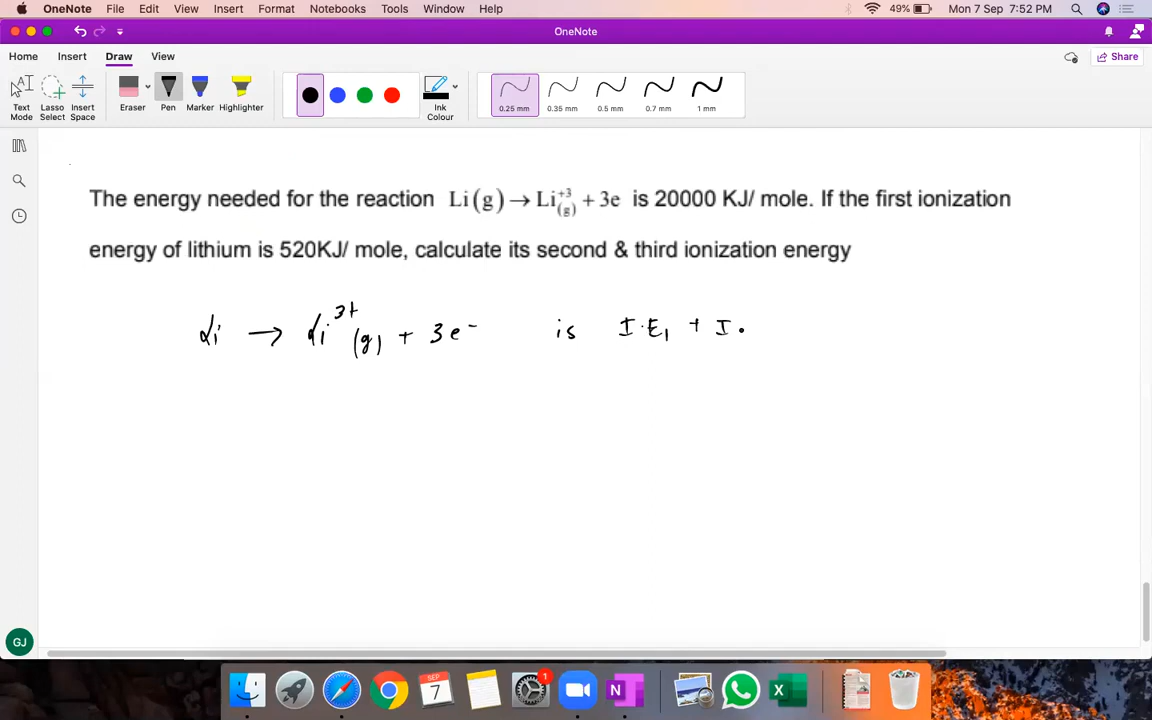 OneNote File Edit View Insert Format Notebooks Tools Window Help 49% Mon 7 Sep 7:52 PM
OneNote
Home Insert Draw View Share
Text Mode Lasso Select Insert Space Eraser Pen Marker Highlighter Ink Colour 0.25 mm 0.35 mm 0.5 mm 0.7 mm 1 mm
The energy needed for the reaction Li(g) → Li⁺³(g) + 3e is 20000 KJ/ mole. If the first ionization
energy of lithium is 520KJ/ mole, calculate its second & third ionization energy
Li → Li³⁺(g) + 3e⁻ is I.E₁ + I.
GJ
SEP 7 1